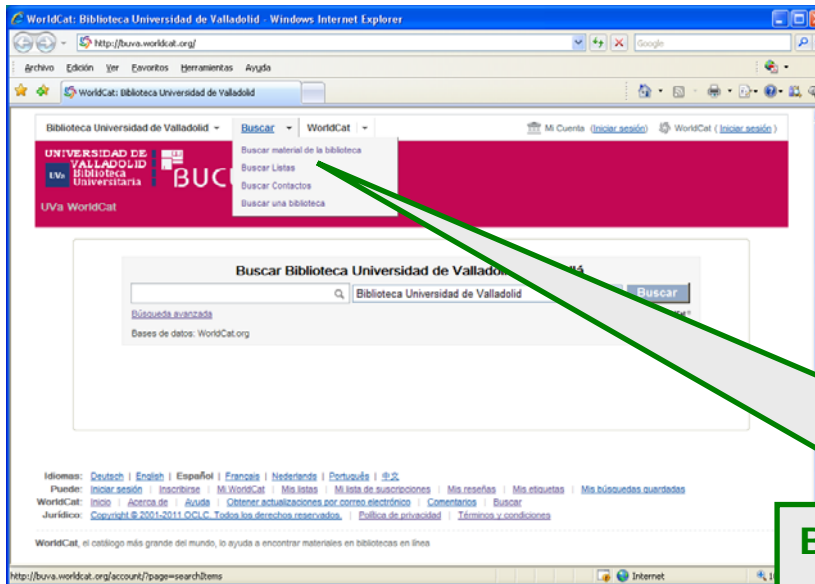 WorldCat: Biblioteca Universidad de Valladolid - Windows Internet Explorer
http://buva.worldcat.org/
Google
Archivo Edición Ver Favoritos Herramientas Ayuda
WorldCat: Biblioteca Universidad de Valladolid
Biblioteca Universidad de Valladolid Buscar WorldCat Mi Cuenta (Iniciar sesión) WorldCat ( Iniciar sesión )
Buscar material de la biblioteca
Buscar Listas
Buscar Contactos
Buscar una biblioteca
UNIVERSIDAD DE
VALLADOLID
UVa Biblioteca
Universitaria
BUC
UVa WorldCat
Buscar Biblioteca Universidad de
Biblioteca Universidad de Valladolid
Buscar
Búsqueda avanzada
Bases de datos: WorldCat.org
Idiomas: Deutsch | English | Español | Français | Nederlands | Português | 中文
Puede: Iniciar sesión | Inscribirse | Mi WorldCat | Mis listas | Mi lista de suscripciones | Mis reseñas | Mis etiquetas | Mis búsquedas guardadas
WorldCat: Inicio | Acerca de | Ayuda | Obtener actualizaciones por correo electrónico | Comentarios | Buscar
Jurídico: Copyright © 2001-2011 OCLC. Todos los derechos reservados. | Política de privacidad | Términos y condiciones
WorldCat, el catálogo más grande del mundo, lo ayuda a encontrar materiales en bibliotecas en línea
http://buva.worldcat.org/account/?page=searchItems
Internet